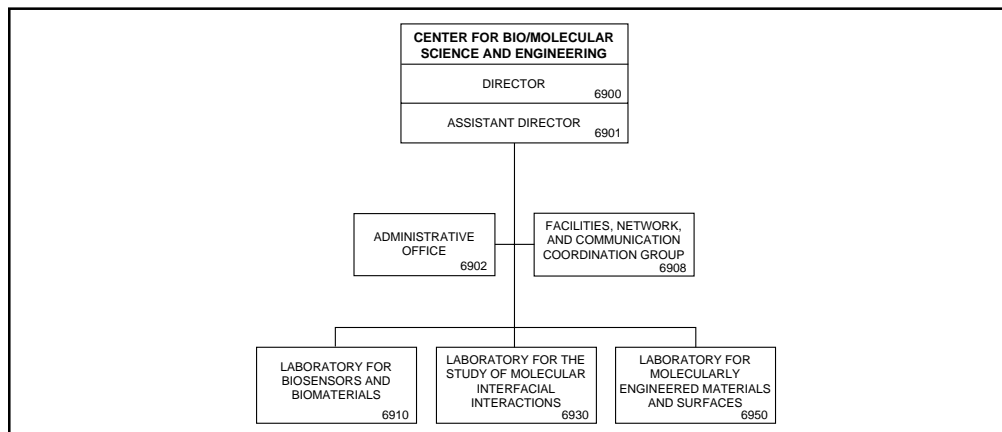 CENTER FOR BIO/MOLECULAR
SCIENCE AND ENGINEERING
DIRECTOR
6900
ASSISTANT DIRECTOR
6901
ADMINISTRATIVE
OFFICE
6902
FACILITIES, NETWORK,
AND COMMUNICATION
COORDINATION GROUP
6908
LABORATORY FOR
BIOSENSORS AND
BIOMATERIALS
6910
LABORATORY FOR THE
STUDY OF MOLECULAR
INTERFACIAL
INTERACTIONS
6930
LABORATORY FOR
MOLECULARLY
ENGINEERED MATERIALS
AND SURFACES
6950